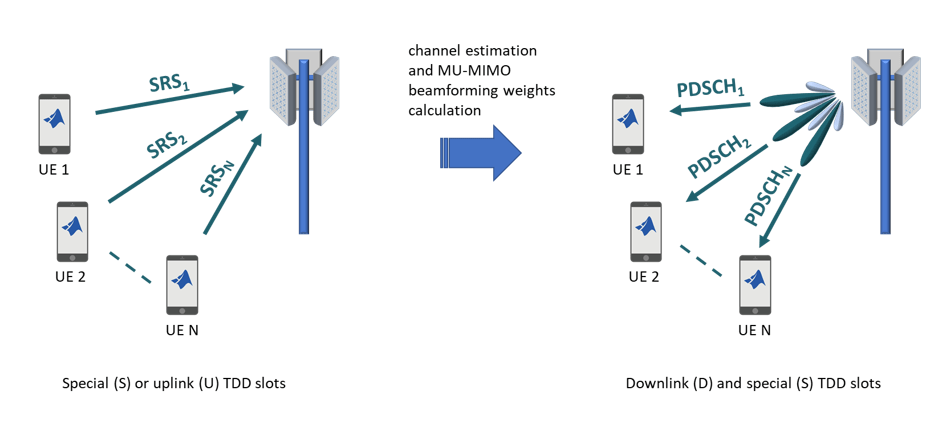 channel estimation
and MU-MIMO
beamforming weights
calculation
SRS1
SRS2
SRSN
UE 1
UE 2
UE N
Special (S) or uplink (U) TDD slots
PDSCH1
PDSCH2
PDSCHN
UE 1
UE 2
UE N
Downlink (D) and special (S) TDD slots